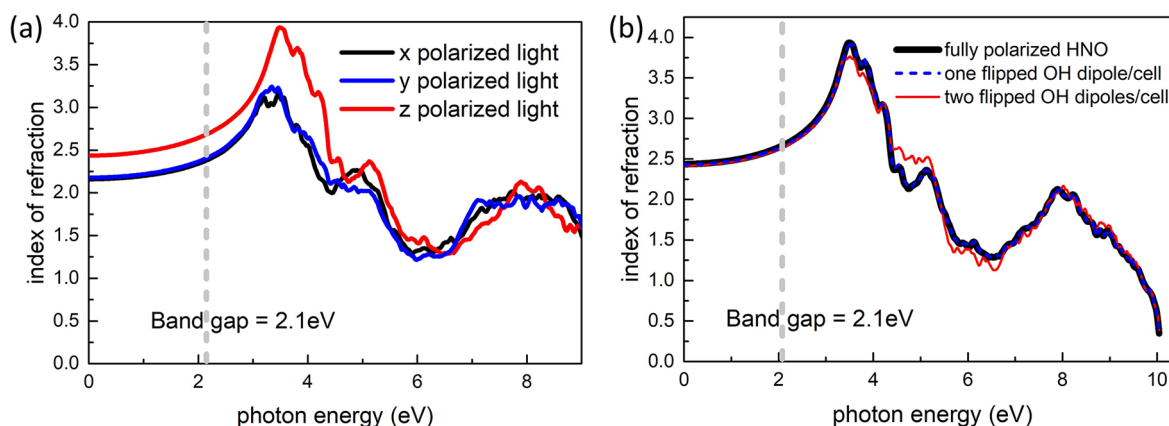 (a)
4.0
3.5
3.0
2.5
2.0
1.5
1.0
0.5
0.0
index of refraction
x polarized light
y polarized light
z polarized light
Band gap = 2.1eV
0
2
4
6
8
photon energy (eV)
(b)
4.0
3.5
3.0
2.5
2.0
1.5
1.0
0.5
0.0
index of refraction
fully polarized HNO
one flipped OH dipole/cell
two flipped OH dipoles/cell
Band gap = 2.1eV
0
2
4
6
8
10
photon energy (eV)